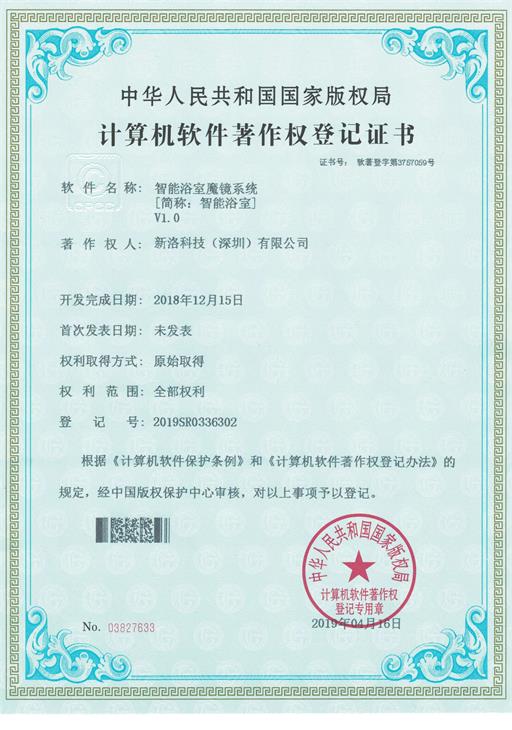 中华人民共和国国家版权局
计算机软件著作权登记证书
证书号： 软著登字第3757059号
CPCC
软件名称： 智能浴室魔镜系统
[简称：智能浴室]
V1.0
著作权人： 新洛科技（深圳）有限公司
开发完成日期： 2018年12月15日
首次发表日期： 未发表
权利取得方式： 原始取得
权利范围： 全部权利
登记号： 2019SR0336302
根据《计算机软件保护条例》和《计算机软件著作权登记办法》的
规定，经中国版权保护中心审核，对以上事项予以登记。
中华人民共和国国家版权局
计算机软件著作权
登记专用章
2019年04月16日
No. 03827633